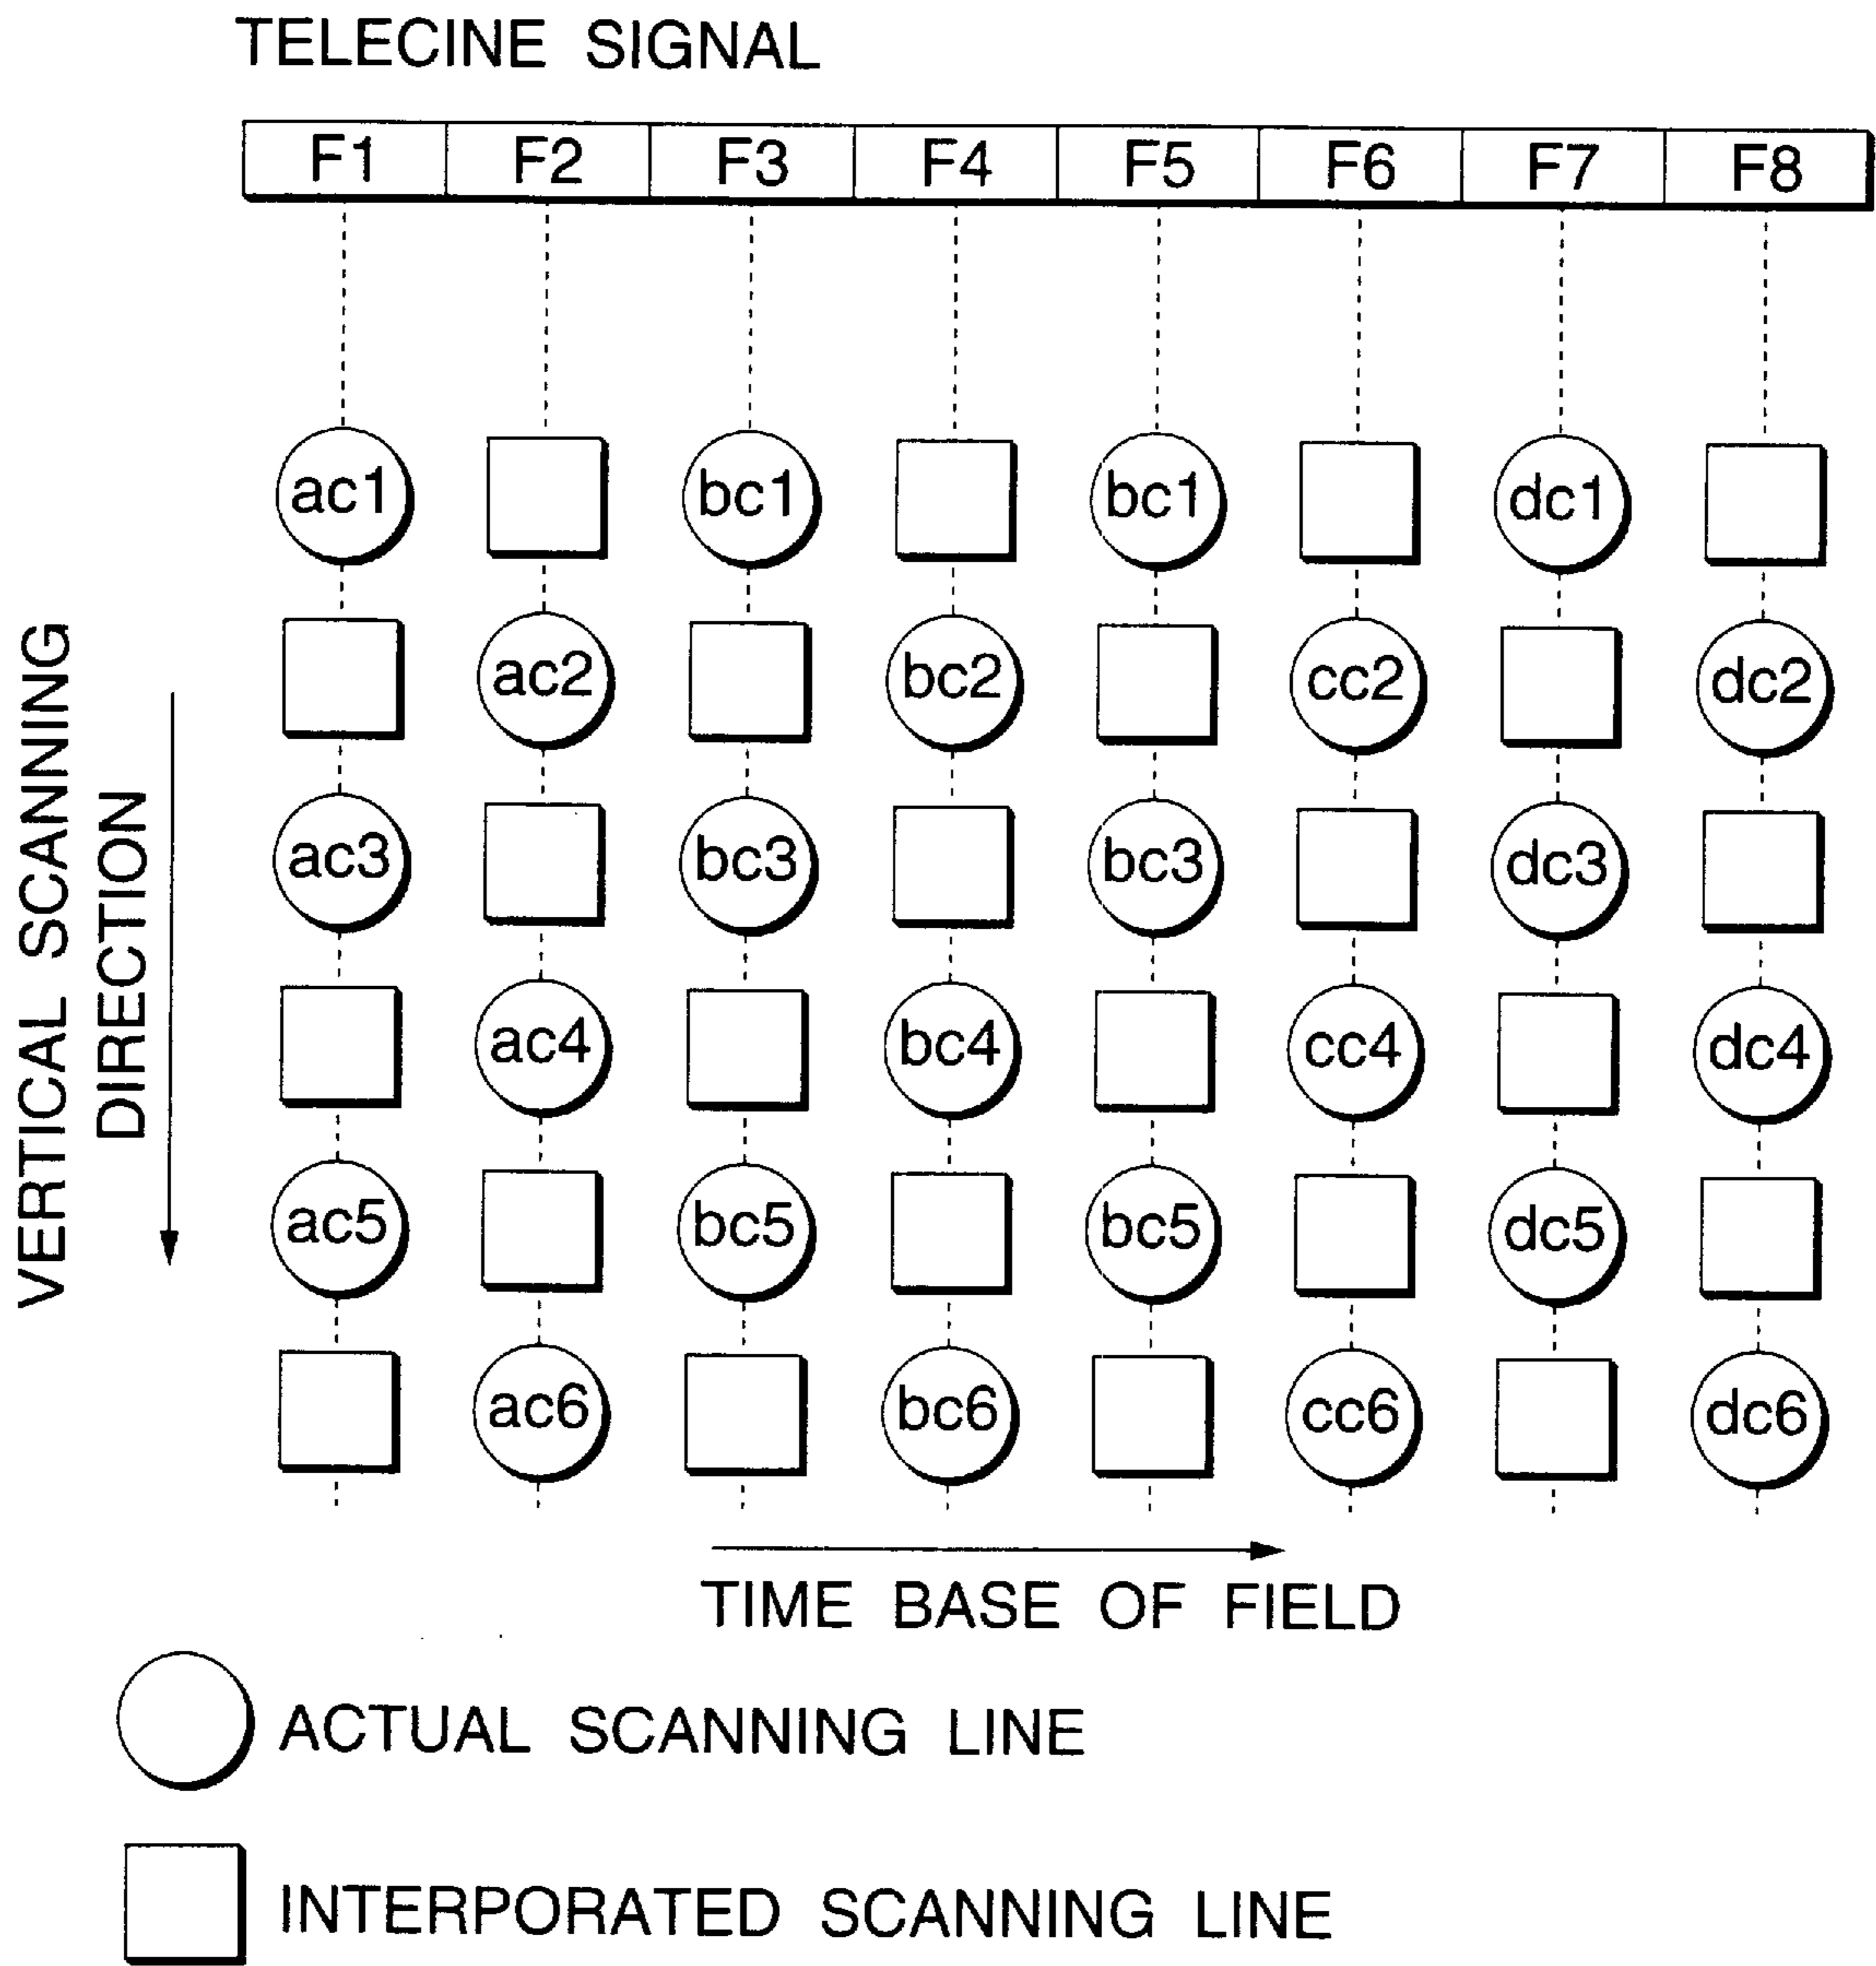 TELECINE SIGNAL
F1 F2 F3 F4 F5 F6 F7 F8
ac1 bc1 bc1 dc1
ac2 bc2 cc2 dc2
ac3 bc3 bc3 dc3
ac4 bc4 cc4 dc4
ac5 bc5 bc5 dc5
ac6 bc6 cc6 dc6
VERTICAL SCANNING
DIRECTION
TIME BASE OF FIELD
ACTUAL SCANNING LINE
INTERPORATED SCANNING LINE